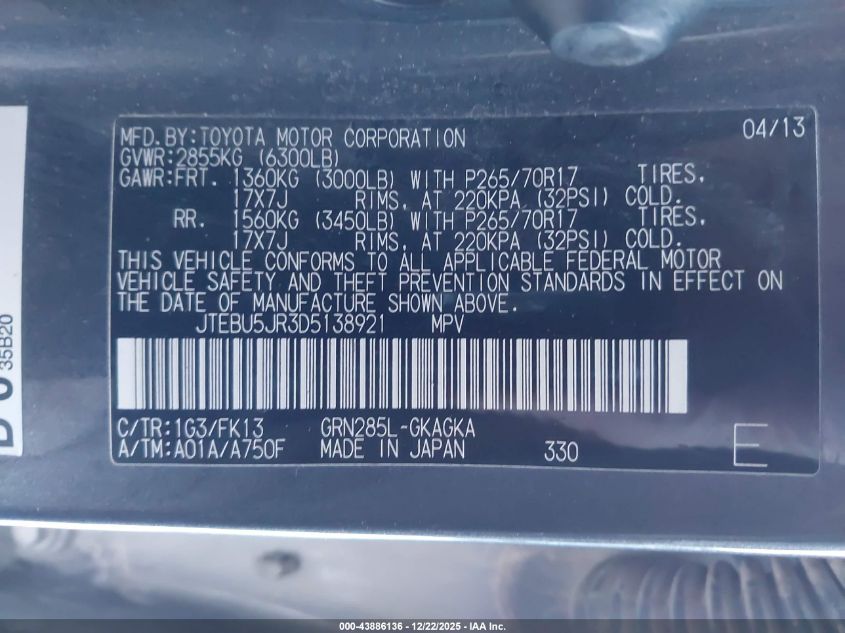 MFD.BY:TOYOTA MOTOR CORPORATION 04/13
GVWR:2855KG (6300LB)
GAWR:FRT. 1360KG (3000LB) WITH P265/70R17 TIRES,
17X7J RIMS, AT 220KPA (32PSI) COLD.
RR. 1560KG (3450LB) WITH P265/70R17 TIRES,
17X7J RIMS, AT 220KPA (32PSI) COLD.
THIS VEHICLE CONFORMS TO ALL APPLICABLE FEDERAL MOTOR
VEHICLE SAFETY AND THEFT PREVENTION STANDARDS IN EFFECT ON
THE DATE OF MANUFACTURE SHOWN ABOVE.
JTEBU5JR3D5138921 MPV
C/TR:1G3/FK13 GRN285L-GKAGKA
A/TM:A01A/A750F MADE IN JAPAN 330 E
35B20
000-43886136 - 12/22/2025 - IAA Inc.